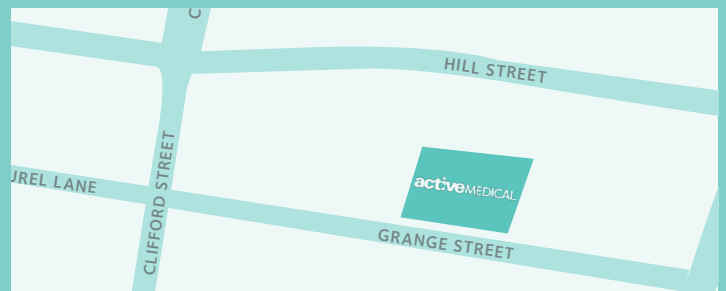 HILL STREET
CLIFFORD STREET
activeMEDICAL
UREL LANE
GRANGE STREET